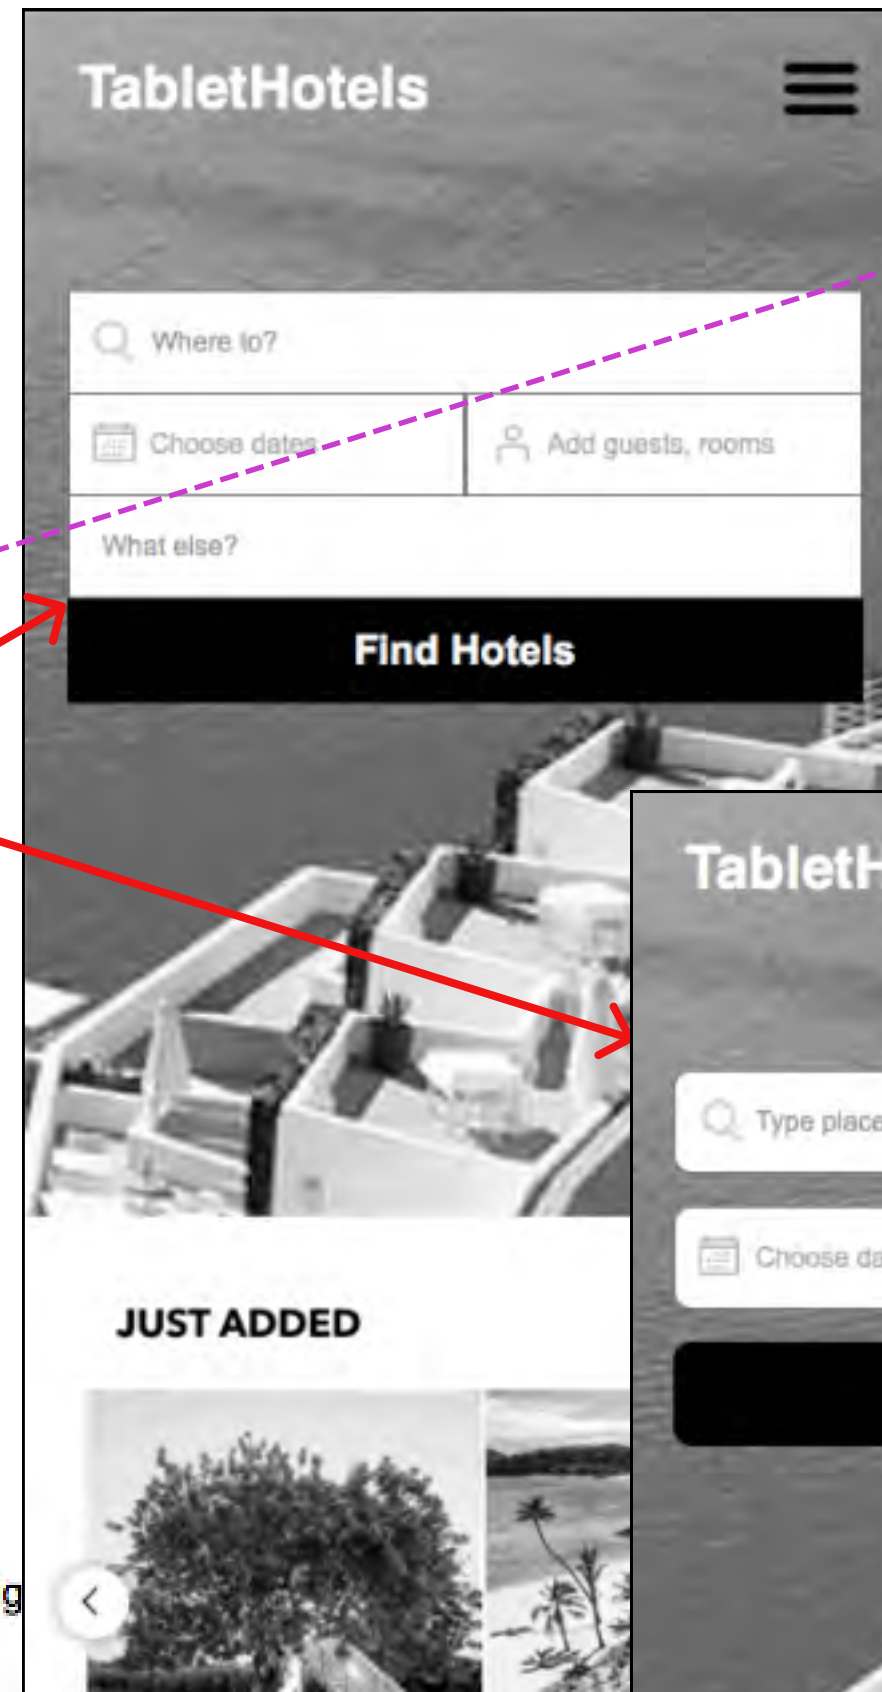 TabletHotels
Where to?
Choose dates
Add guests, rooms
What else?
Find Hotels
TabletH
Type place
Choose da
JUST ADDED
g